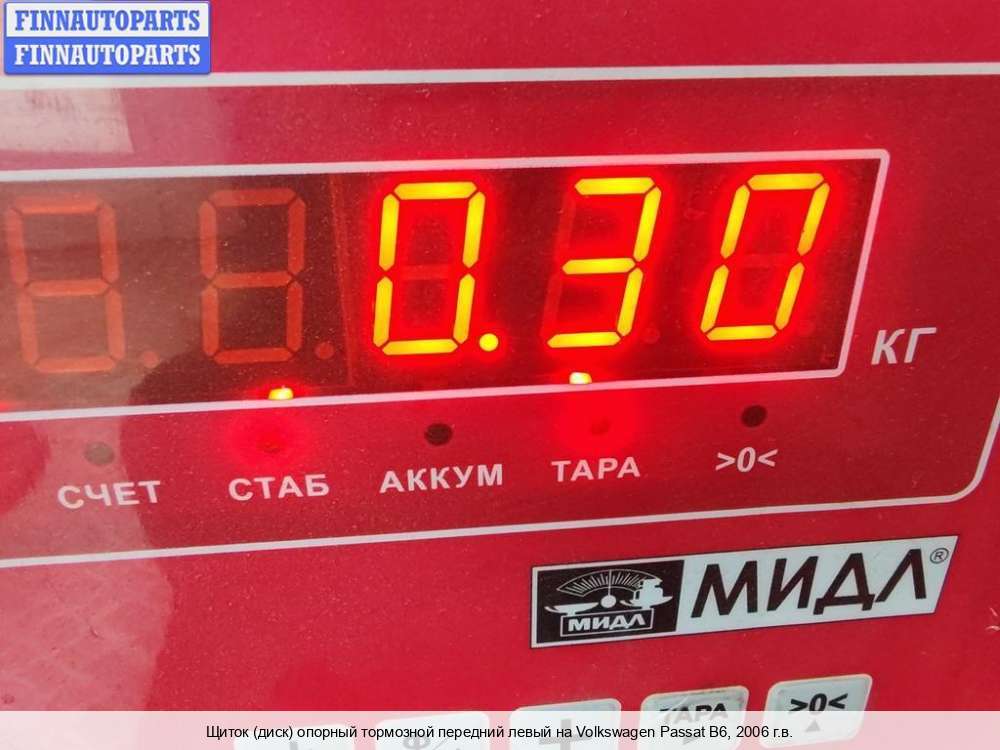 FINNAUTOPARTS
FINNAUTOPARTS
0.30
КГ
СЧЕТ СТАБ АККУМ ТАРА >0<
МИДЛ МИДЛ®
ТАРА >0<
Щиток (диск) опорный тормозной передний левый на Volkswagen Passat B6, 2006 г.в.